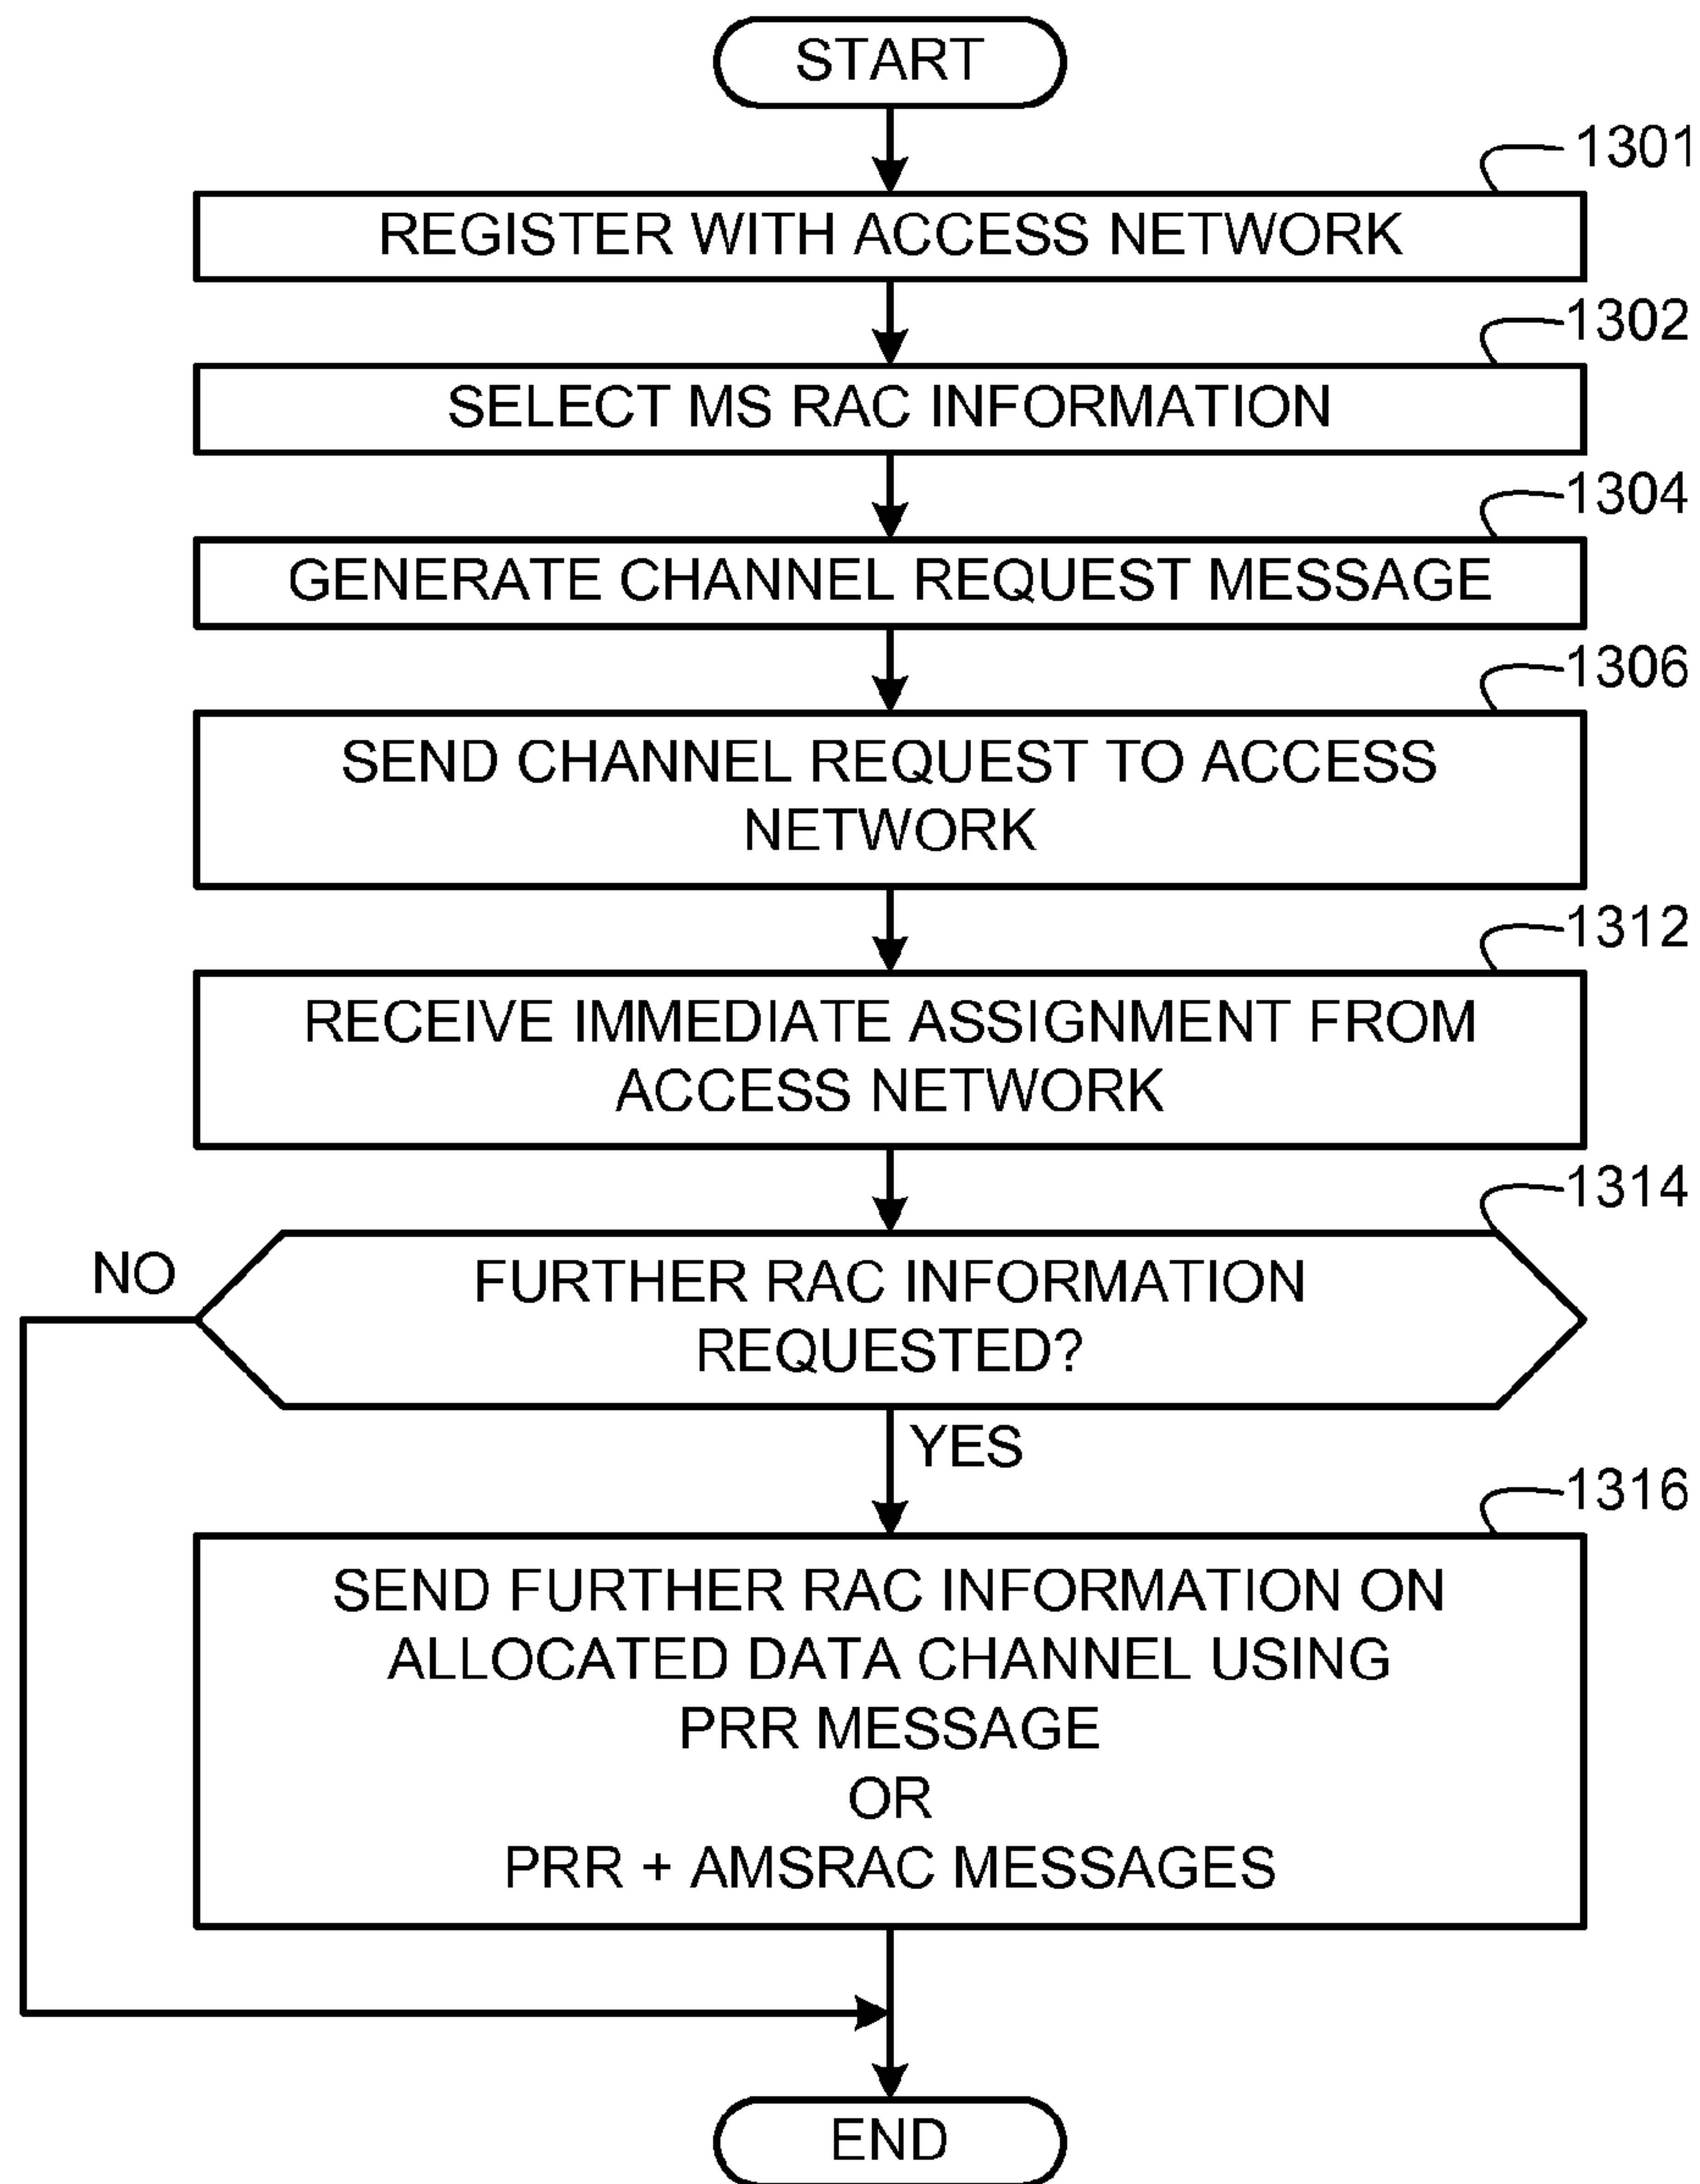 START
1301
REGISTER WITH ACCESS NETWORK
1302
SELECT MS RAC INFORMATION
1304
GENERATE CHANNEL REQUEST MESSAGE
1306
SEND CHANNEL REQUEST TO ACCESS
NETWORK
1312
RECEIVE IMMEDIATE ASSIGNMENT FROM
ACCESS NETWORK
1314
NO
FURTHER RAC INFORMATION
REQUESTED?
YES
1316
SEND FURTHER RAC INFORMATION ON
ALLOCATED DATA CHANNEL USING
PRR MESSAGE
OR
PRR + AMSRAC MESSAGES
END